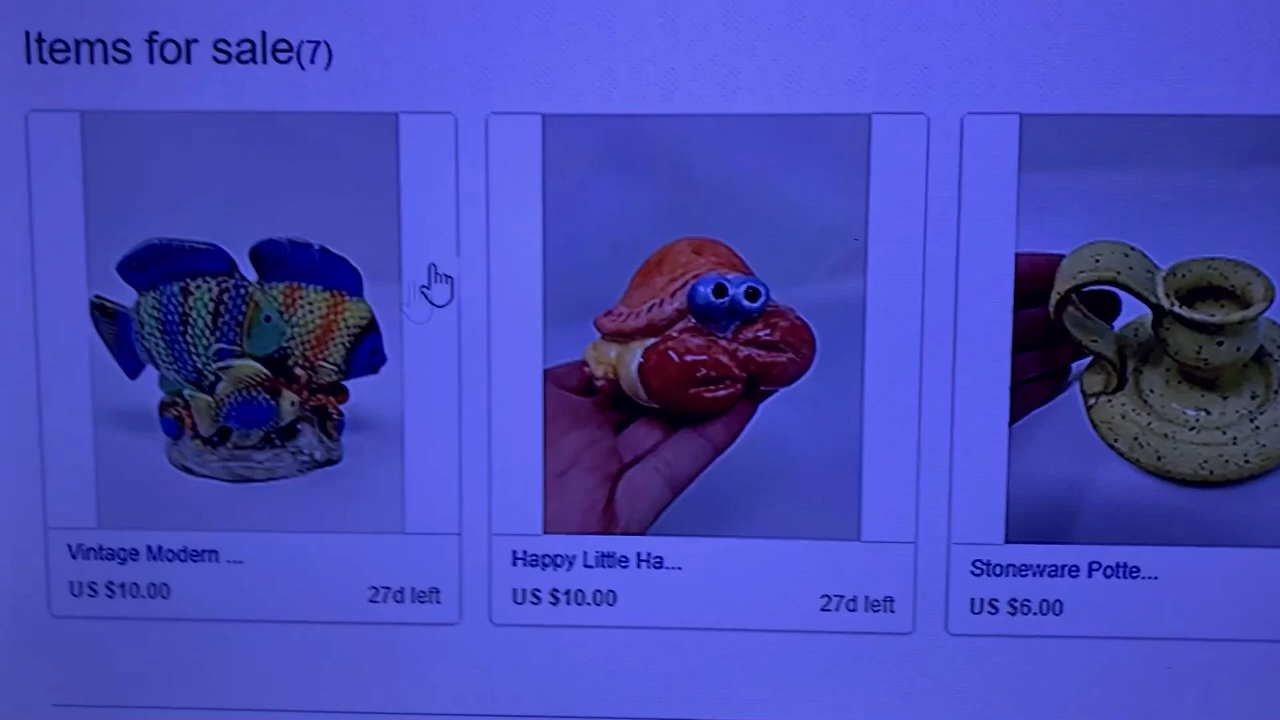 Items for sale(7)
Vintage Modern ...
US $10.00
27d left
Happy Little Ha...
US $10.00
27d left
Stoneware Potte...
US $6.00